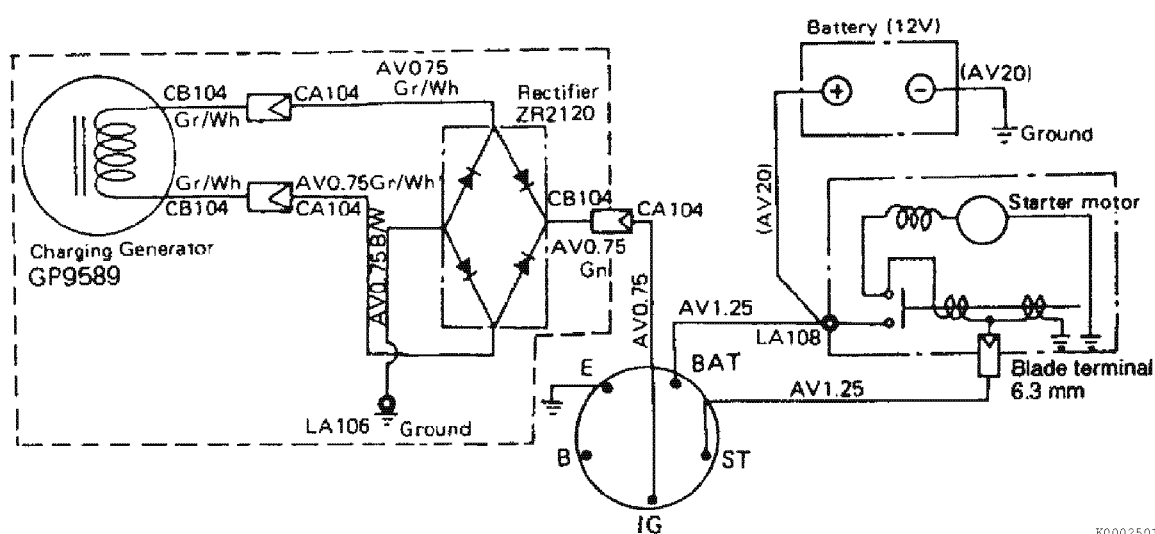 Battery (12V)
(AV20)
Ground
AV075
Gr/Wh
Rectifier
ZR2120
CB104
Gr/Wh
CA104
Gr/Wh
CB104
AV0.75Gr/Wh
CA104
Charging Generator
GP9589
AV0.75 B/W
CB104
CA104
AV0.75
Gn
AV0.75
(AV20)
Starter motor
AV1.25
LA108
Blade terminal
6.3 mm
AV1.25
LA106
Ground
E
BAT
B
ST
IG